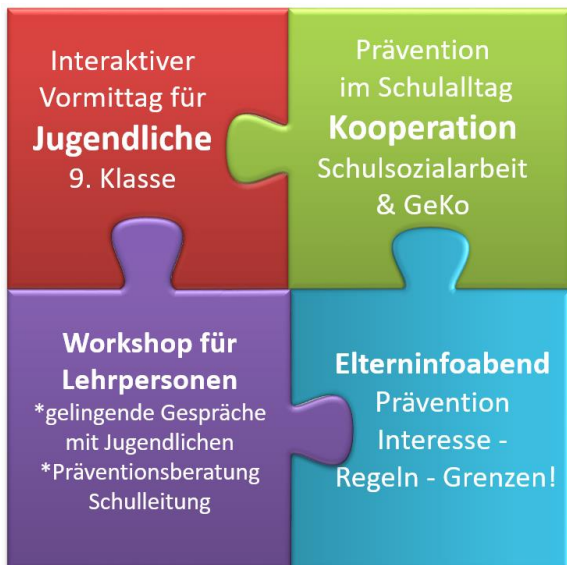 Interaktiver
Vormittag für
Jugendliche
9. Klasse
Prävention
im Schulalltag
Kooperation
Schulsozialarbeit
& GeKo
Workshop für
Lehrpersonen
*gelingende Gespräche
mit Jugendlichen
*Präventionsberatung
Schulleitung
Elterninfoabend
Prävention
Interesse -
Regeln - Grenzen!